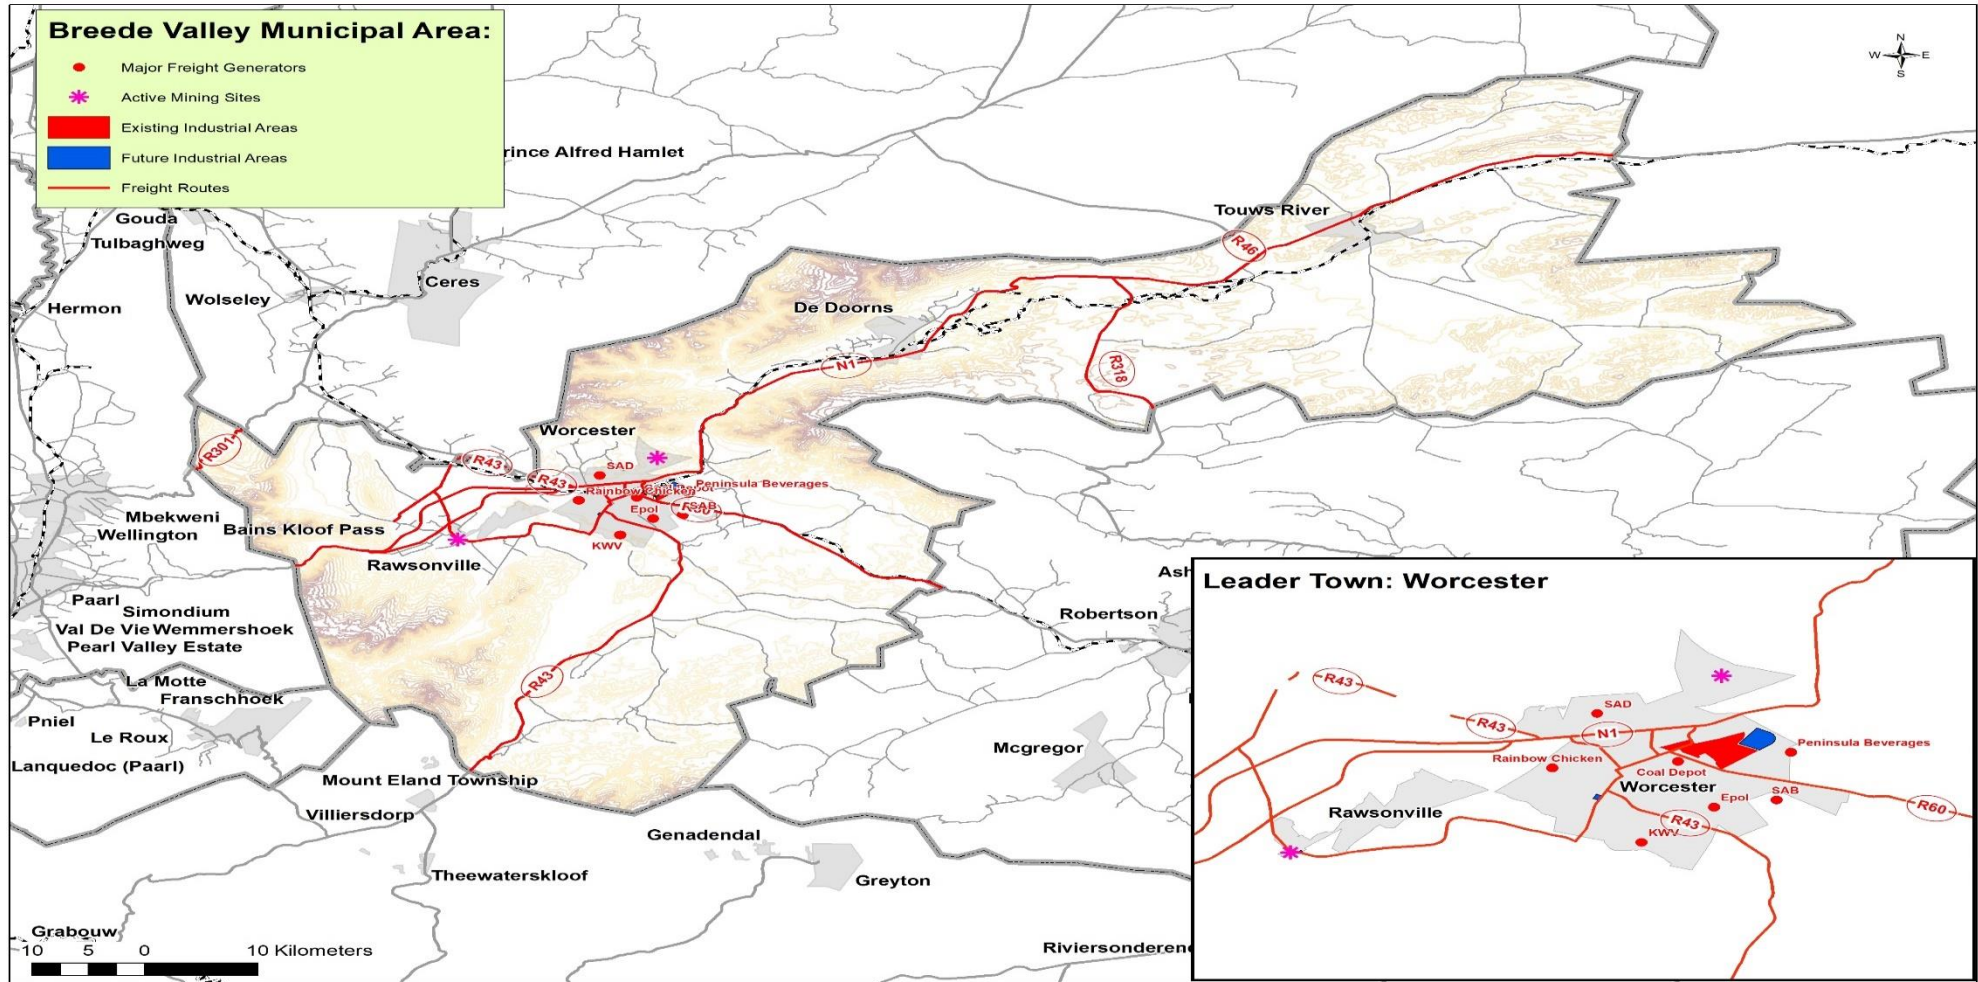 Breede Valley Municipal Area:
Major Freight Generators
Active Mining Sites
Existing Industrial Areas
Future Industrial Areas
Freight Routes
N
W E
S
rince Alfred Hamlet
Gouda
Tulbaghweg
Touws River
R46
Ceres
Wolseley
Hermon
De Doorns
N1
R318
Worcester
R301
R43
SAD
R43
Peninsula Beverages
Rainbow Chicken
Epol
SAB
KWV
Mbekweni
Wellington
Bains Kloof Pass
Rawsonville
Ash
Paarl
Simondium
Val De Vie Wemmershoek
Pearl Valley Estate
Robertson
La Motte
Franschhoek
R43
Pniel
Le Roux
Lanquedoc (Paarl)
Mcgregor
Mount Eland Township
Villiersdorp
Genadendal
Theewaterskloof
Greyton
Grabouw
Riviersonderen
10 5 0 10 Kilometers
Leader Town: Worcester
R43
SAD
R43
N1
Peninsula Beverages
Rainbow Chicken
Coal Depot
Worcester
Epol
SAB
R60
Rawsonville
R43
KWV